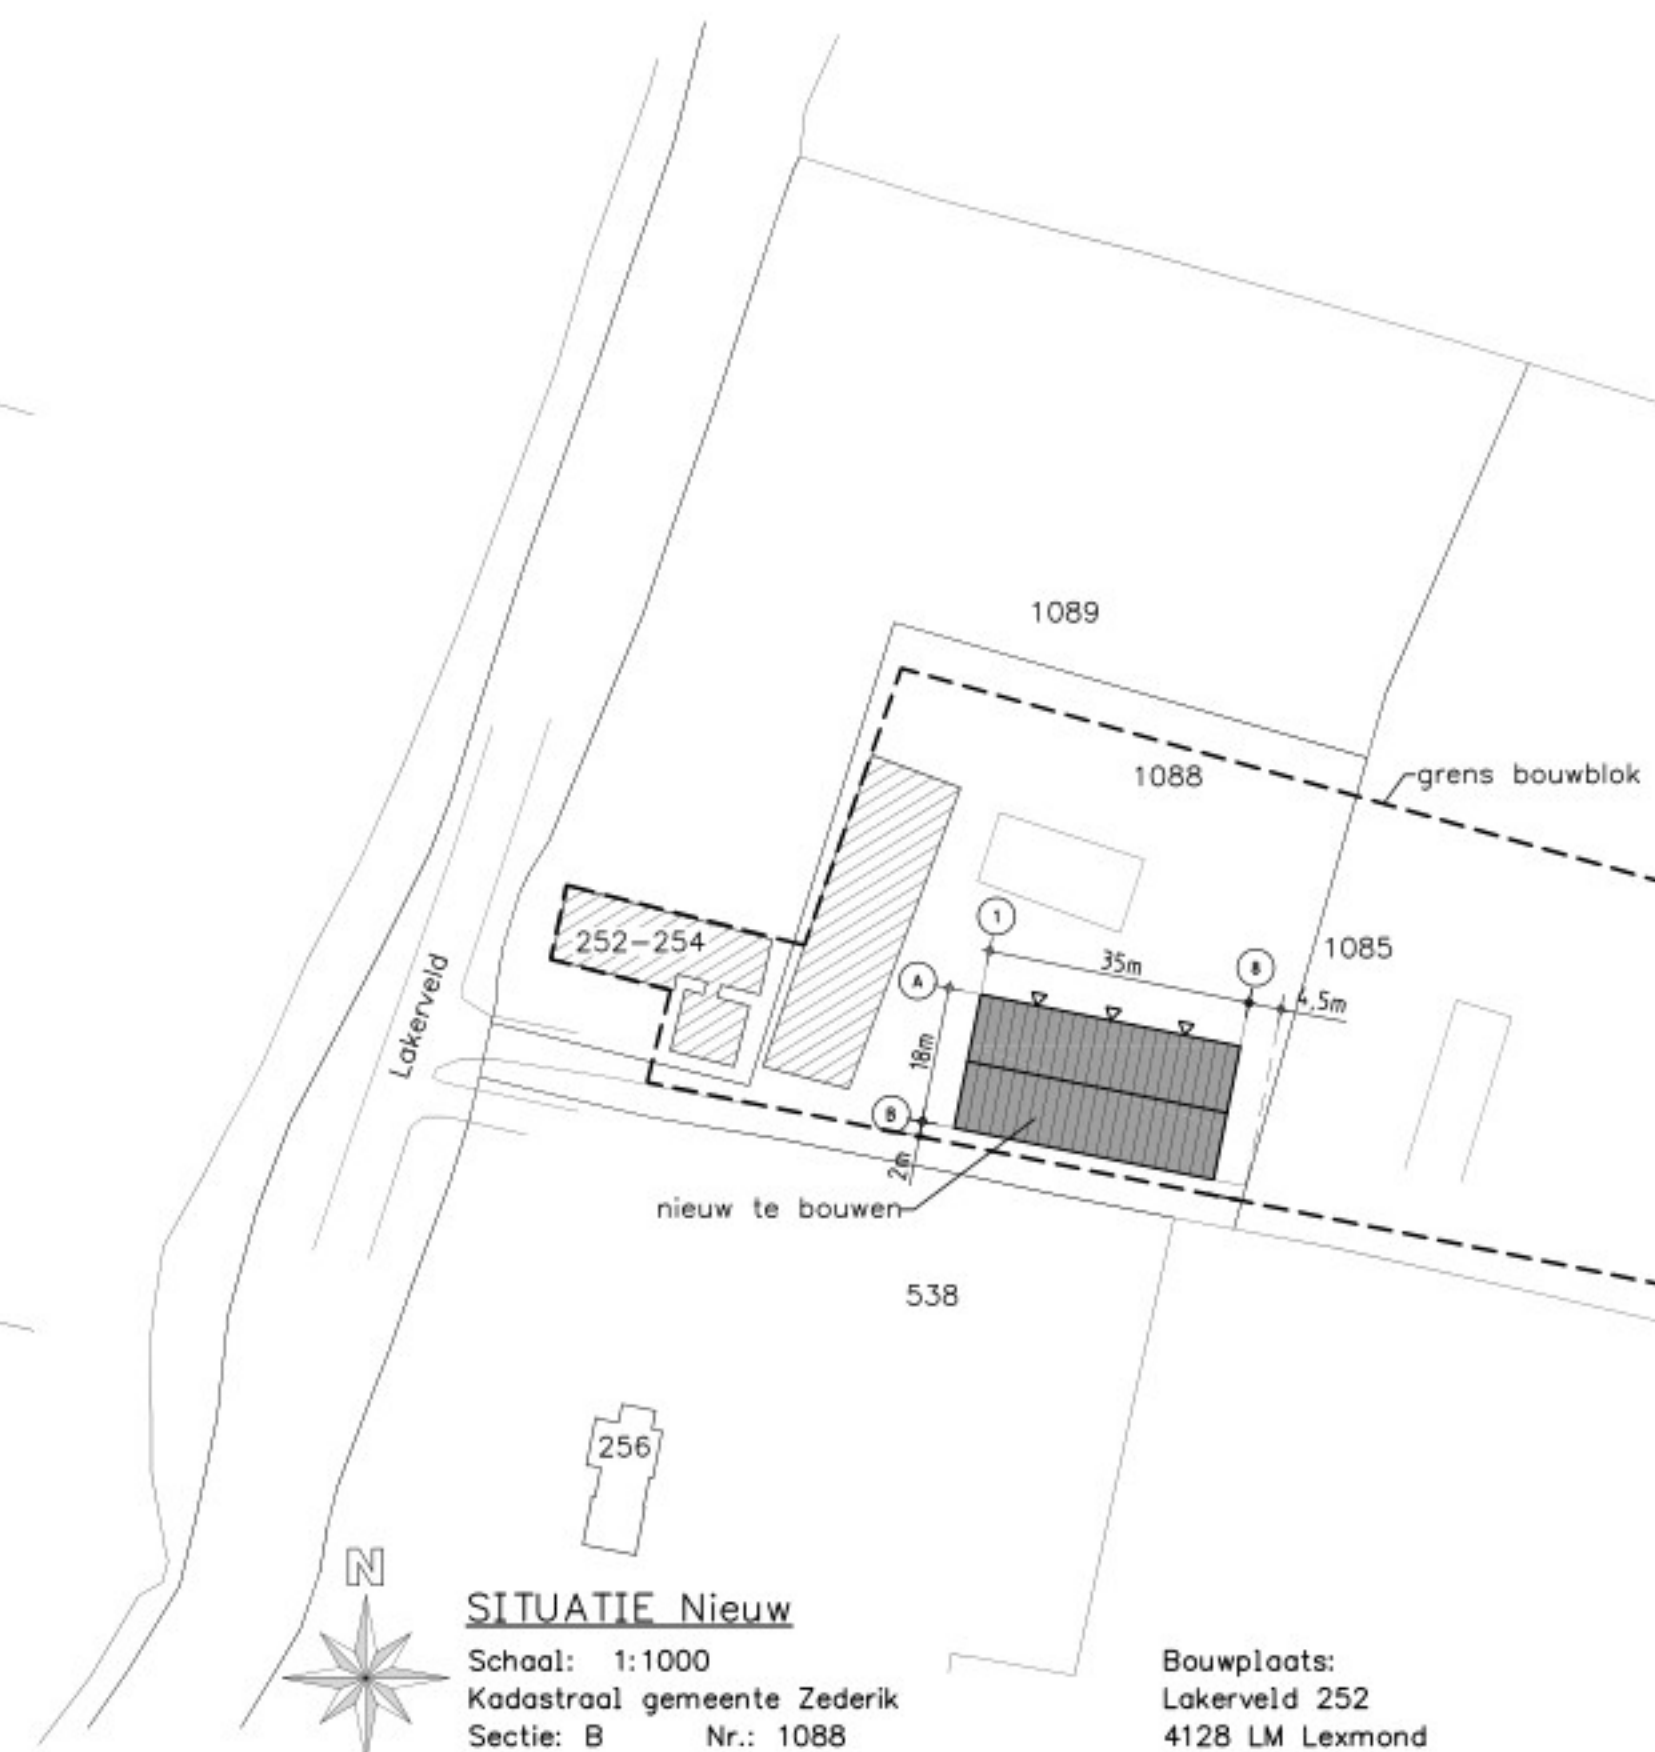 1089
1088
grens bouwblok
1
252-254
1085
35m
8
A
4.5m
Lakerveld
18m
B
2m
nieuw te bouwen
538
256
N
SITUATIE Nieuw
Schaal: 1:1000
Kadastraal gemeente Zederik
Sectie: B Nr.: 1088
Bouwplaats:
Lakerveld 252
4128 LM Lexmond